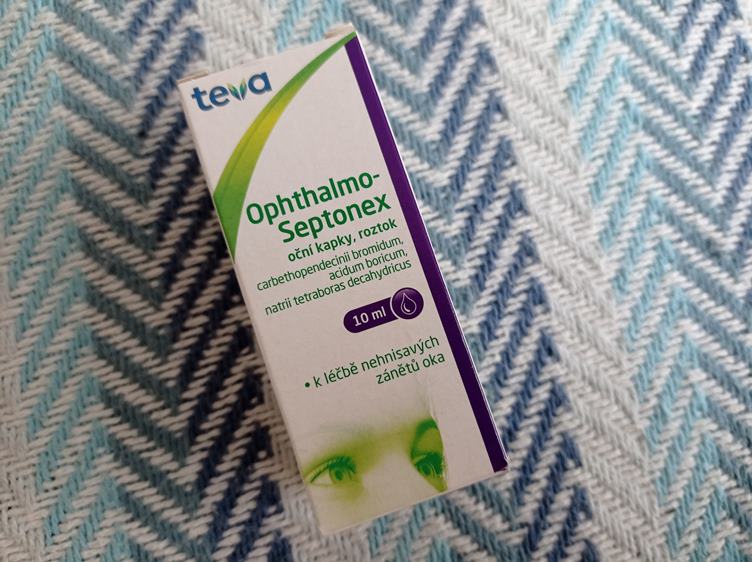 teva
Ophthalmo-
Septonex
oční kapky, roztok
carbethopendecinii bromidum,
acidum boricum,
natrii tetraboras decahydricus
10 ml
• k léčbě nehnisavých
zánětů oka